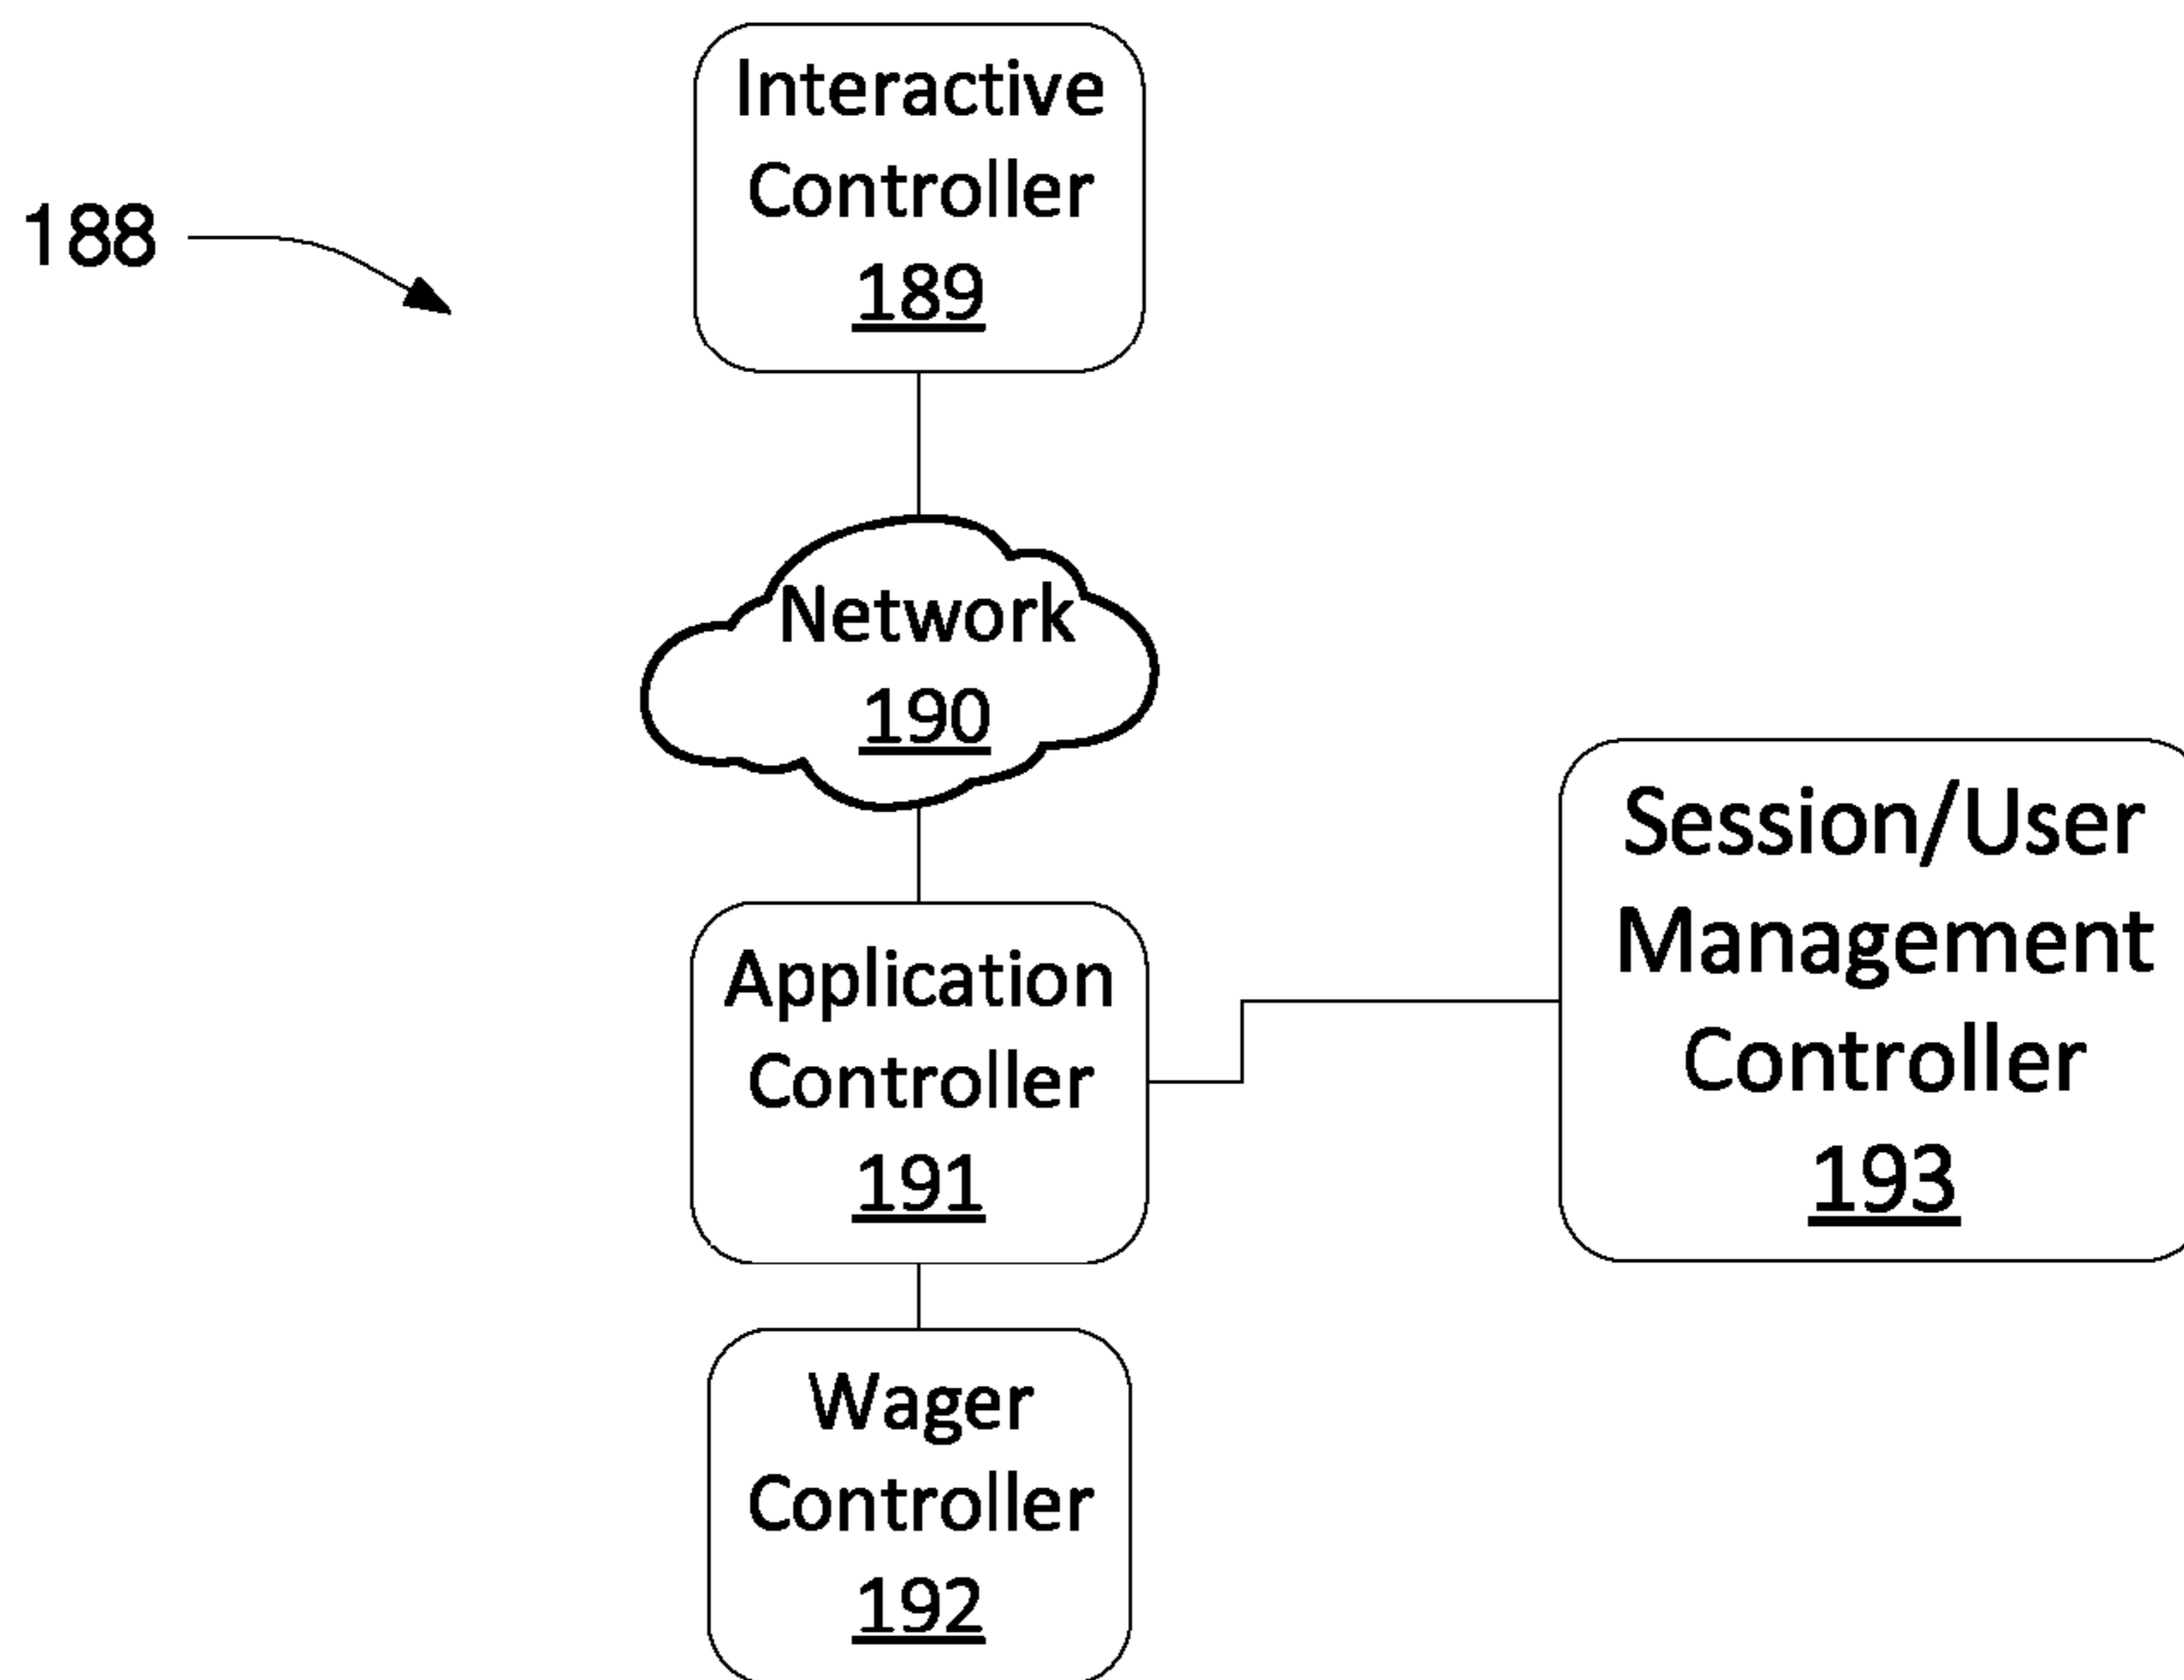 Interactive
Controller
189
188
Network
190
Application
Controller
191
Session/User
Management
Controller
193
Wager
Controller
192